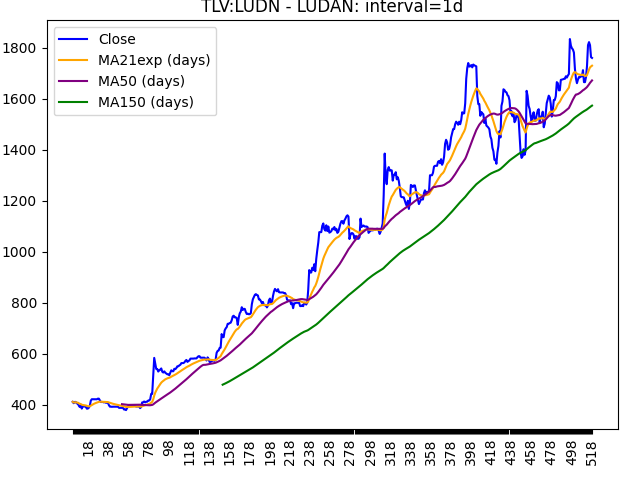 TLV:LUDN - LUDAN: interval=1d
Close
MA21exp (days)
MA50 (days)
MA150 (days)
1800
1600
1400
1200
1000
800
600
400
18 38 58 78 98 118 138 158 178 198 218 238 258 278 298 318 338 358 378 398 418 438 458 478 498 518